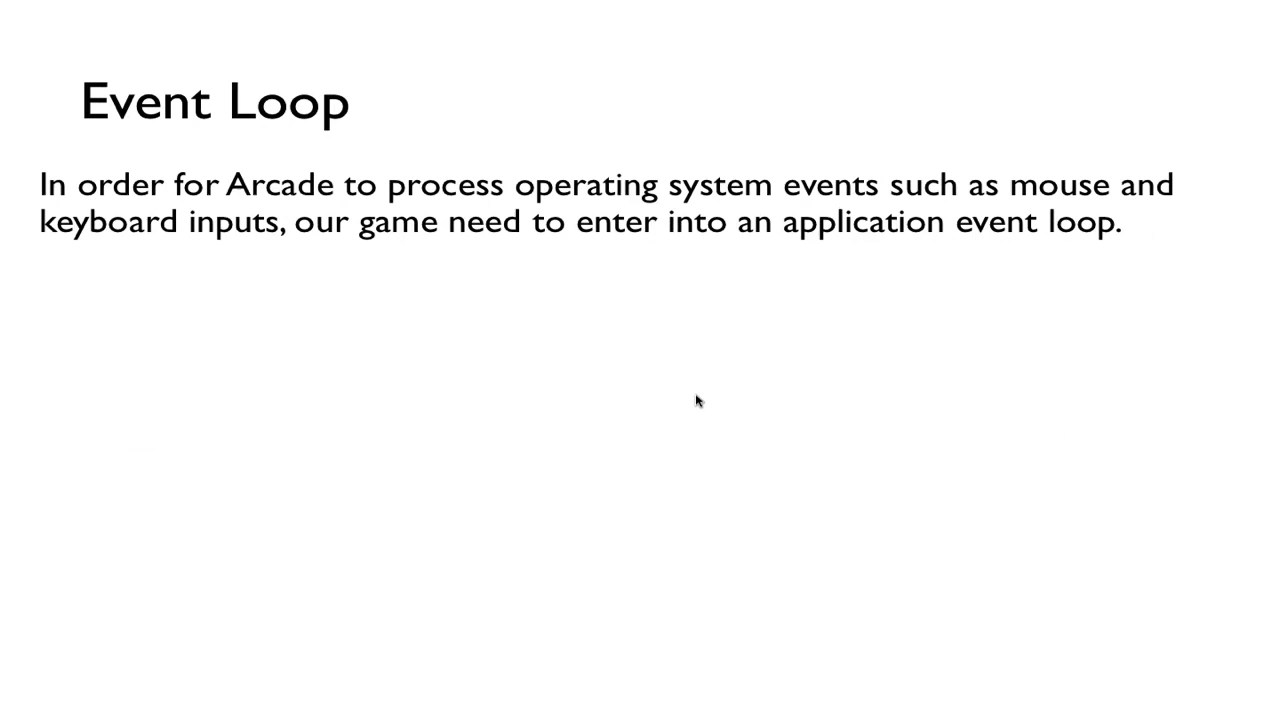 Event Loop
In order for Arcade to process operating system events such as mouse and
keyboard inputs, our game need to enter into an application event loop.